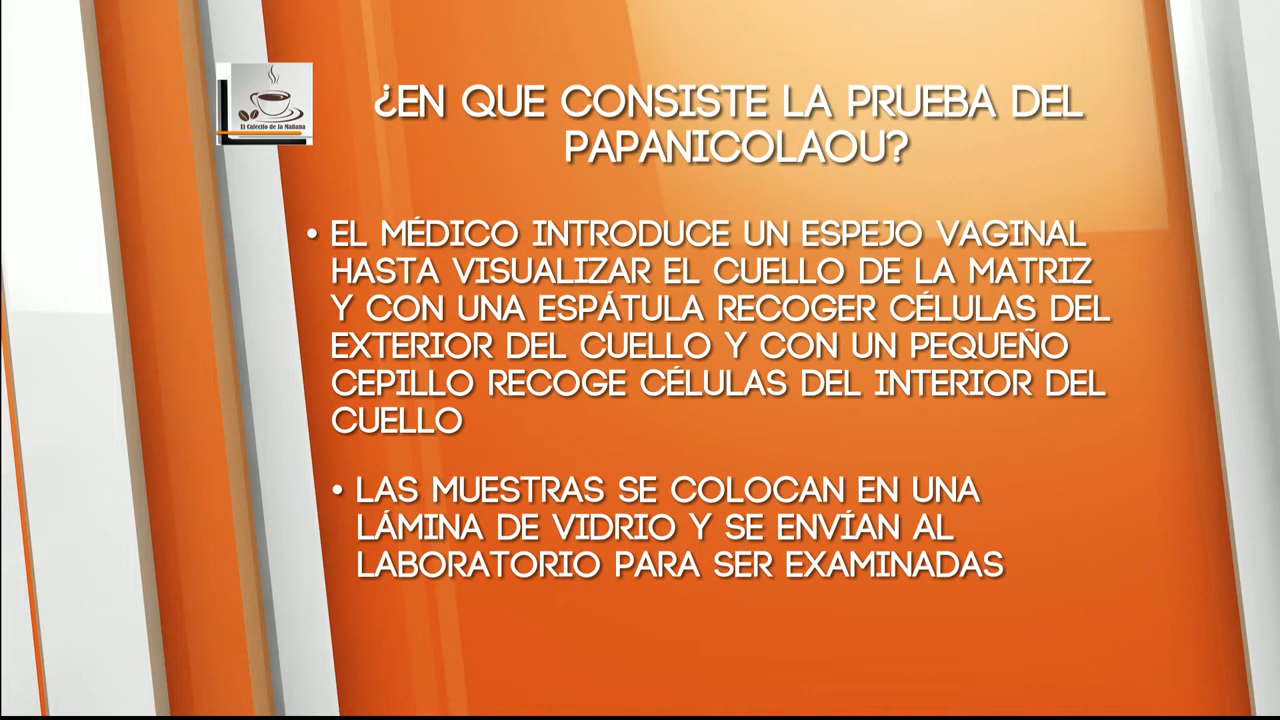 El Cafecito de la Mañana
¿EN QUE CONSISTE LA PRUEBA DEL
PAPANICOLAOU?
• EL MÉDICO INTRODUCE UN ESPEJO VAGINAL
HASTA VISUALIZAR EL CUELLO DE LA MATRIZ
Y CON UNA ESPÁTULA RECOGER CÉLULAS DEL
EXTERIOR DEL CUELLO Y CON UN PEQUEÑO
CEPILLO RECOGE CÉLULAS DEL INTERIOR DEL
CUELLO
• LAS MUESTRAS SE COLOCAN EN UNA
LÁMINA DE VIDRIO Y SE ENVÍAN AL
LABORATORIO PARA SER EXAMINADAS